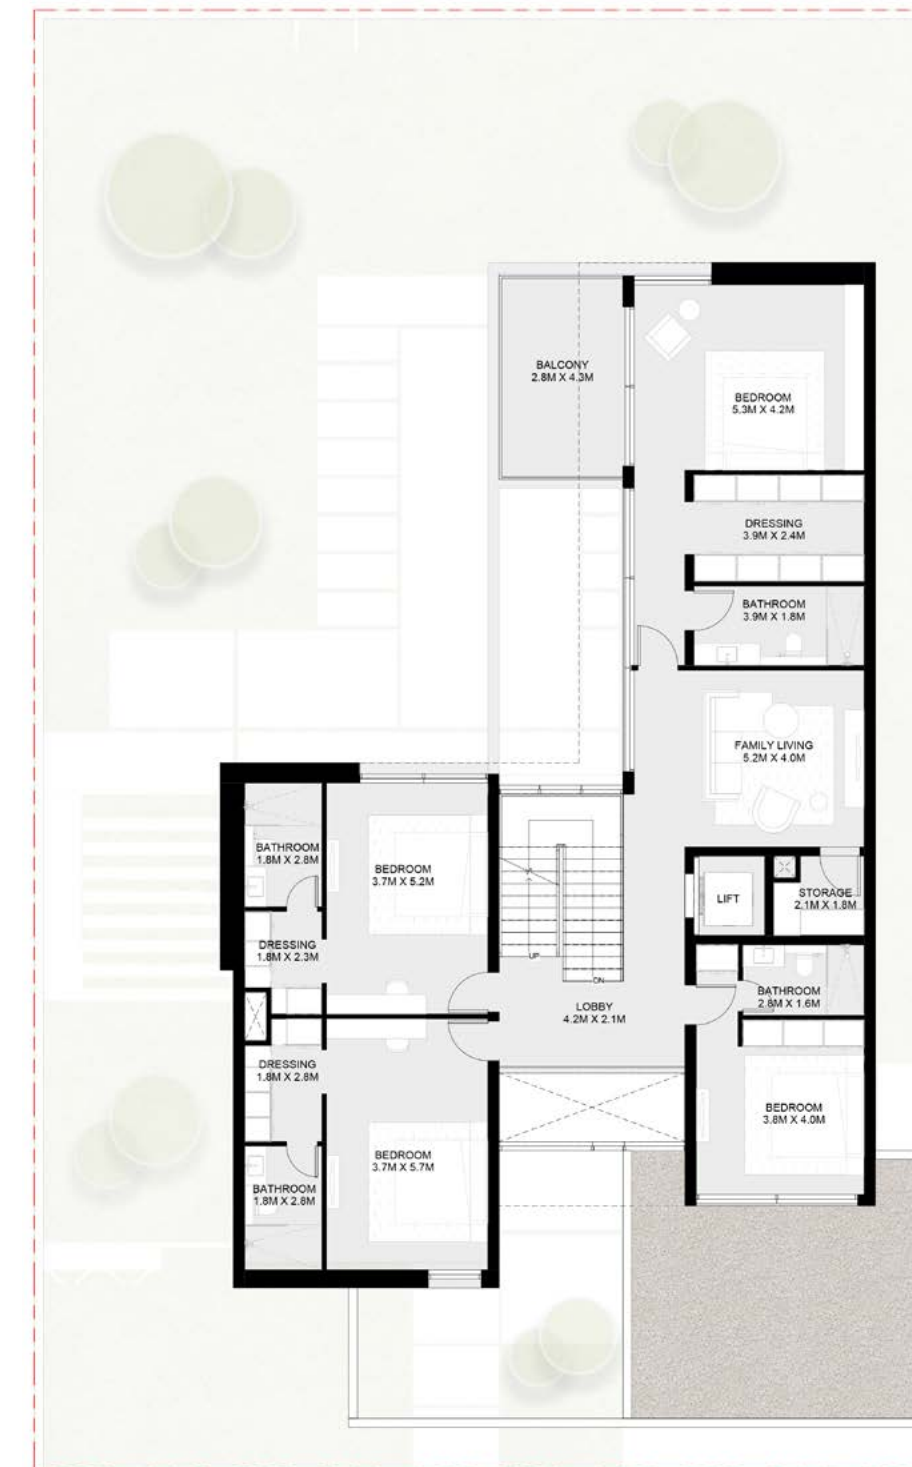 BALCONY
2.8M X 4.3M
BEDROOM
5.3M X 4.2M
DRESSING
3.9M X 2.4M
BATHROOM
3.9M X 1.8M
FAMILY LIVING
5.2M X 4.0M
BATHROOM
1.8M X 2.8M
BEDROOM
3.7M X 5.2M
LIFT
STORAGE
2.1M X 1.8M
DRESSING
1.8M X 2.3M
UP
DN
BATHROOM
2.8M X 1.6M
LOBBY
4.2M X 2.1M
DRESSING
1.8M X 2.8M
BEDROOM
3.8M X 4.0M
BEDROOM
3.7M X 5.7M
BATHROOM
1.8M X 2.8M